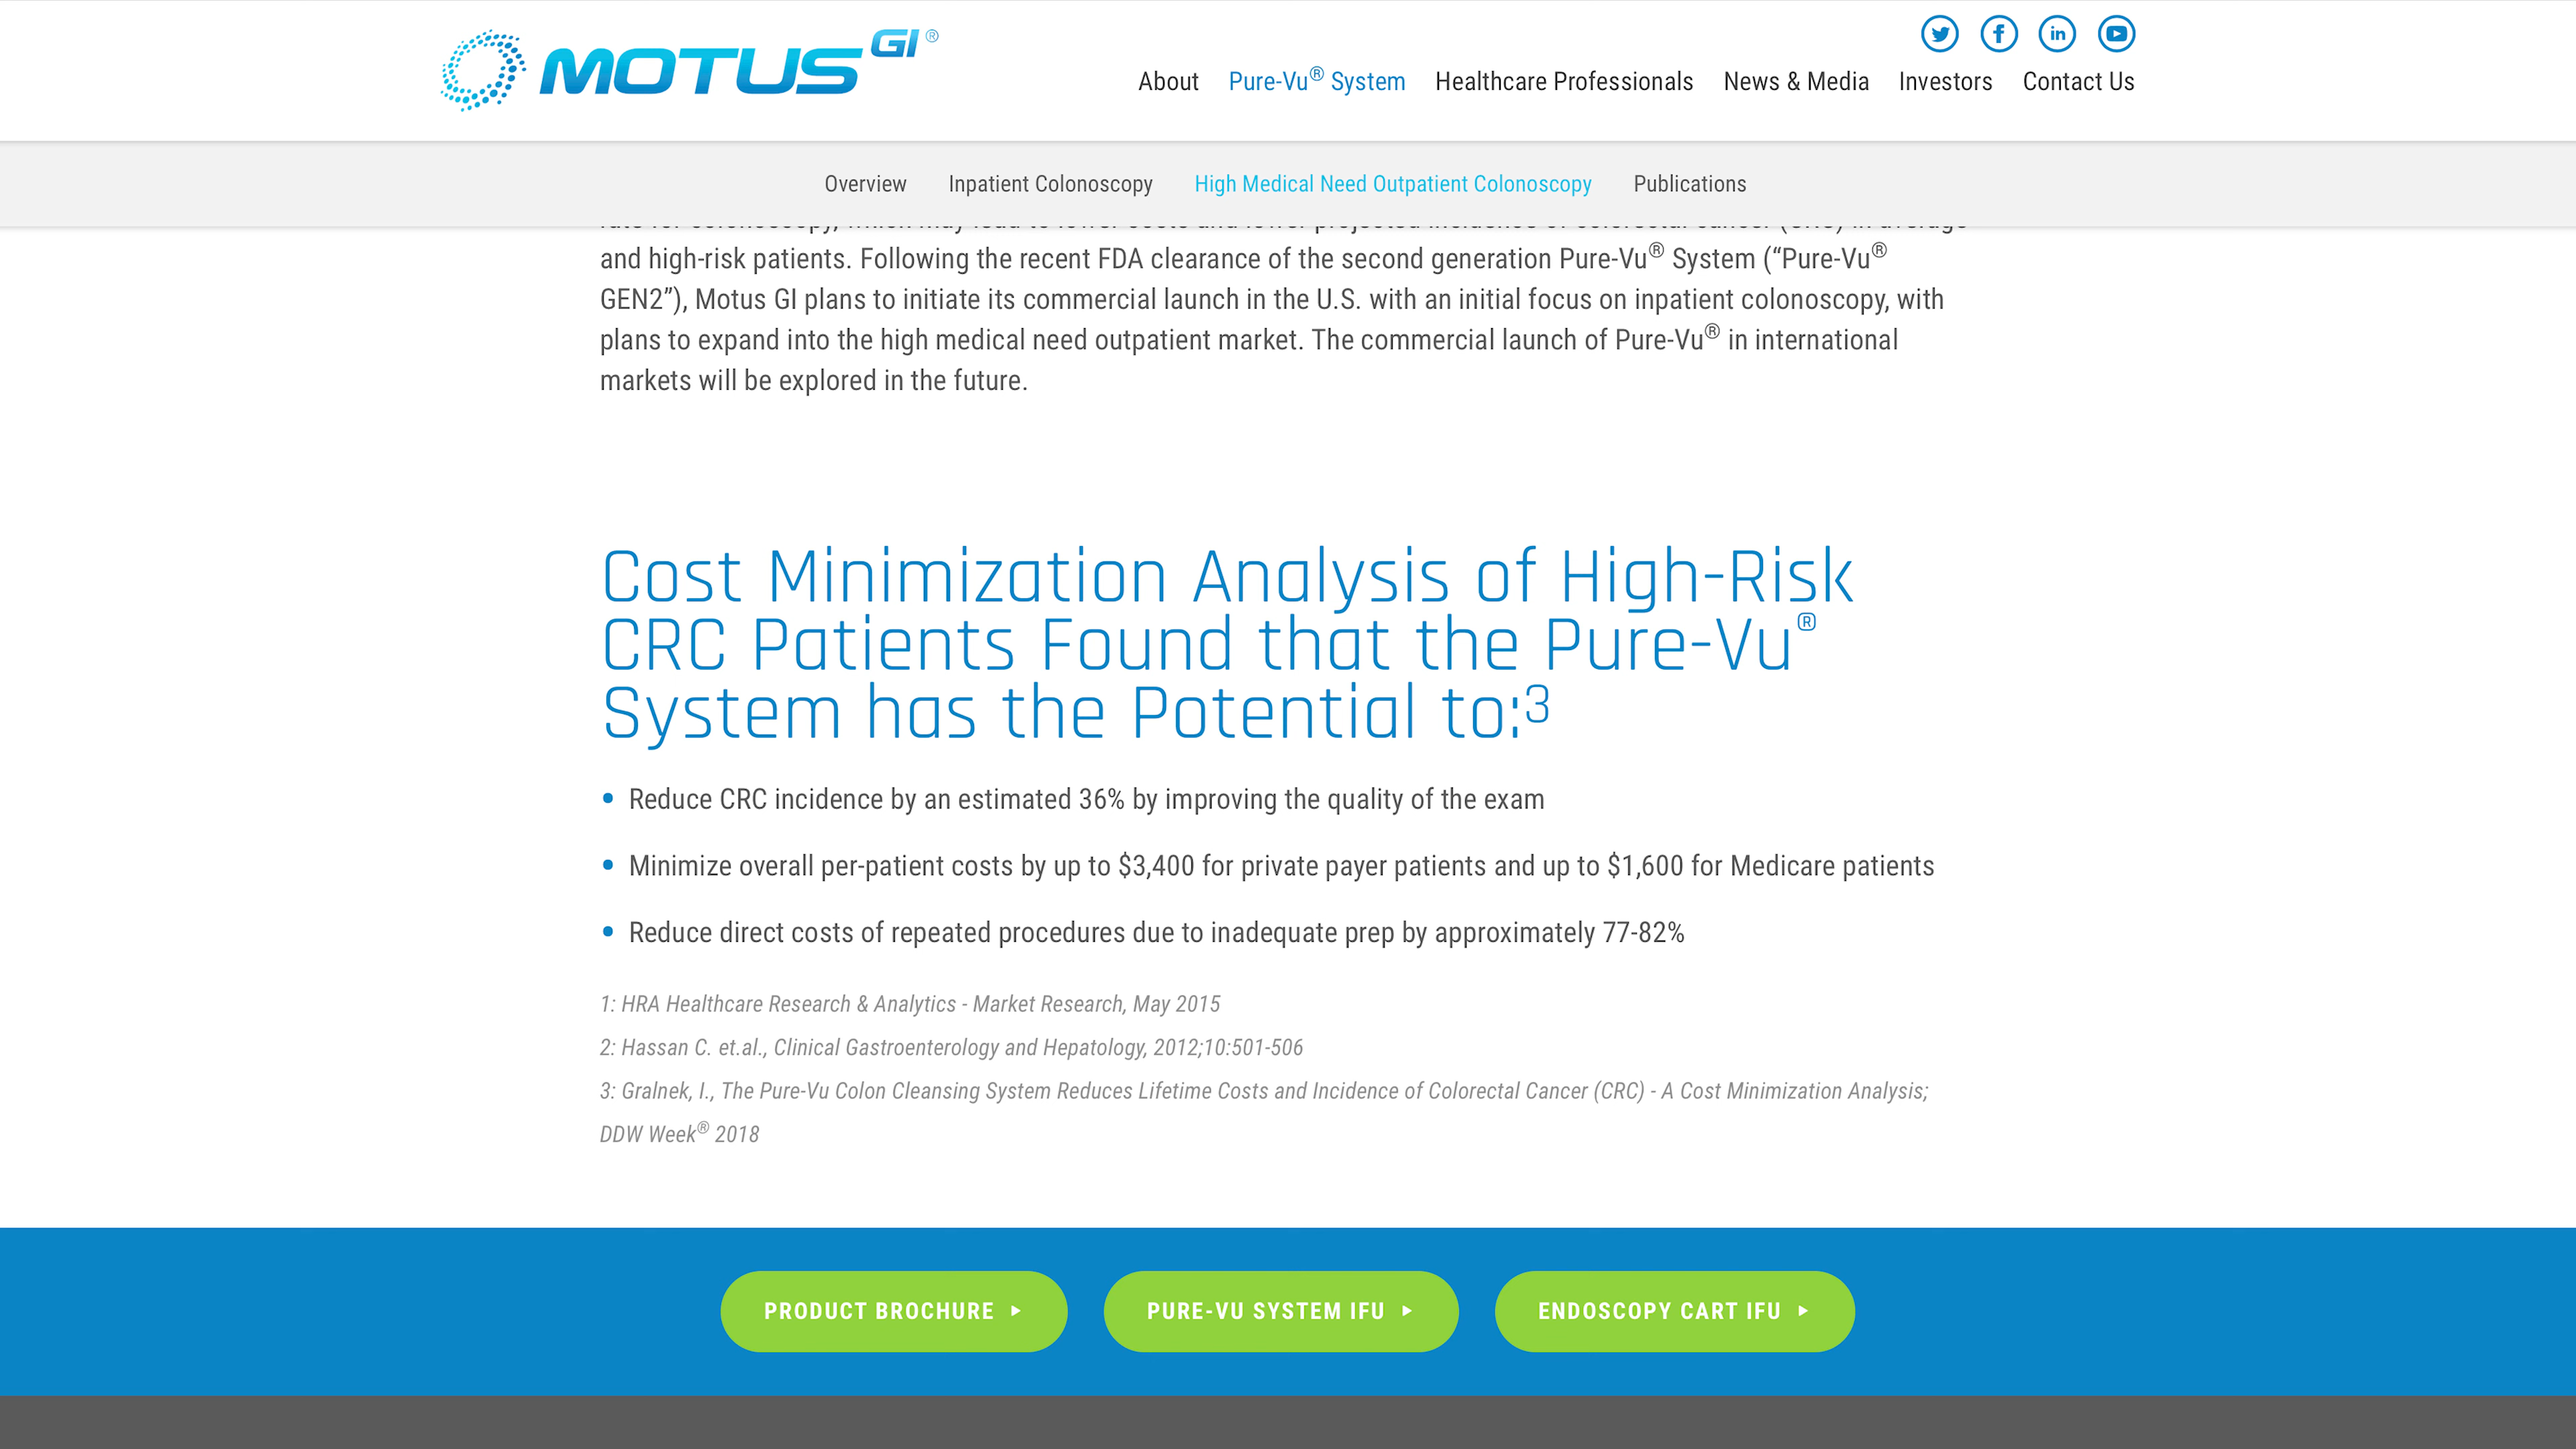 MOTUS GI ®
About Pure-Vu® System Healthcare Professionals News & Media Investors Contact Us
Overview Inpatient Colonoscopy High Medical Need Outpatient Colonoscopy Publications
and high-risk patients. Following the recent FDA clearance of the second generation Pure-Vu® System (“Pure-Vu®
GEN2”), Motus GI plans to initiate its commercial launch in the U.S. with an initial focus on inpatient colonoscopy, with
plans to expand into the high medical need outpatient market. The commercial launch of Pure-Vu® in international
markets will be explored in the future.
Cost Minimization Analysis of High-Risk
CRC Patients Found that the Pure-Vu®
System has the Potential to:3
• Reduce CRC incidence by an estimated 36% by improving the quality of the exam
• Minimize overall per-patient costs by up to $3,400 for private payer patients and up to $1,600 for Medicare patients
• Reduce direct costs of repeated procedures due to inadequate prep by approximately 77-82%
1: HRA Healthcare Research & Analytics - Market Research, May 2015
2: Hassan C. et.al., Clinical Gastroenterology and Hepatology, 2012;10:501-506
3: Gralnek, I., The Pure-Vu Colon Cleansing System Reduces Lifetime Costs and Incidence of Colorectal Cancer (CRC) - A Cost Minimization Analysis;
DDW Week® 2018
PRODUCT BROCHURE PURE-VU SYSTEM IFU ENDOSCOPY CART IFU